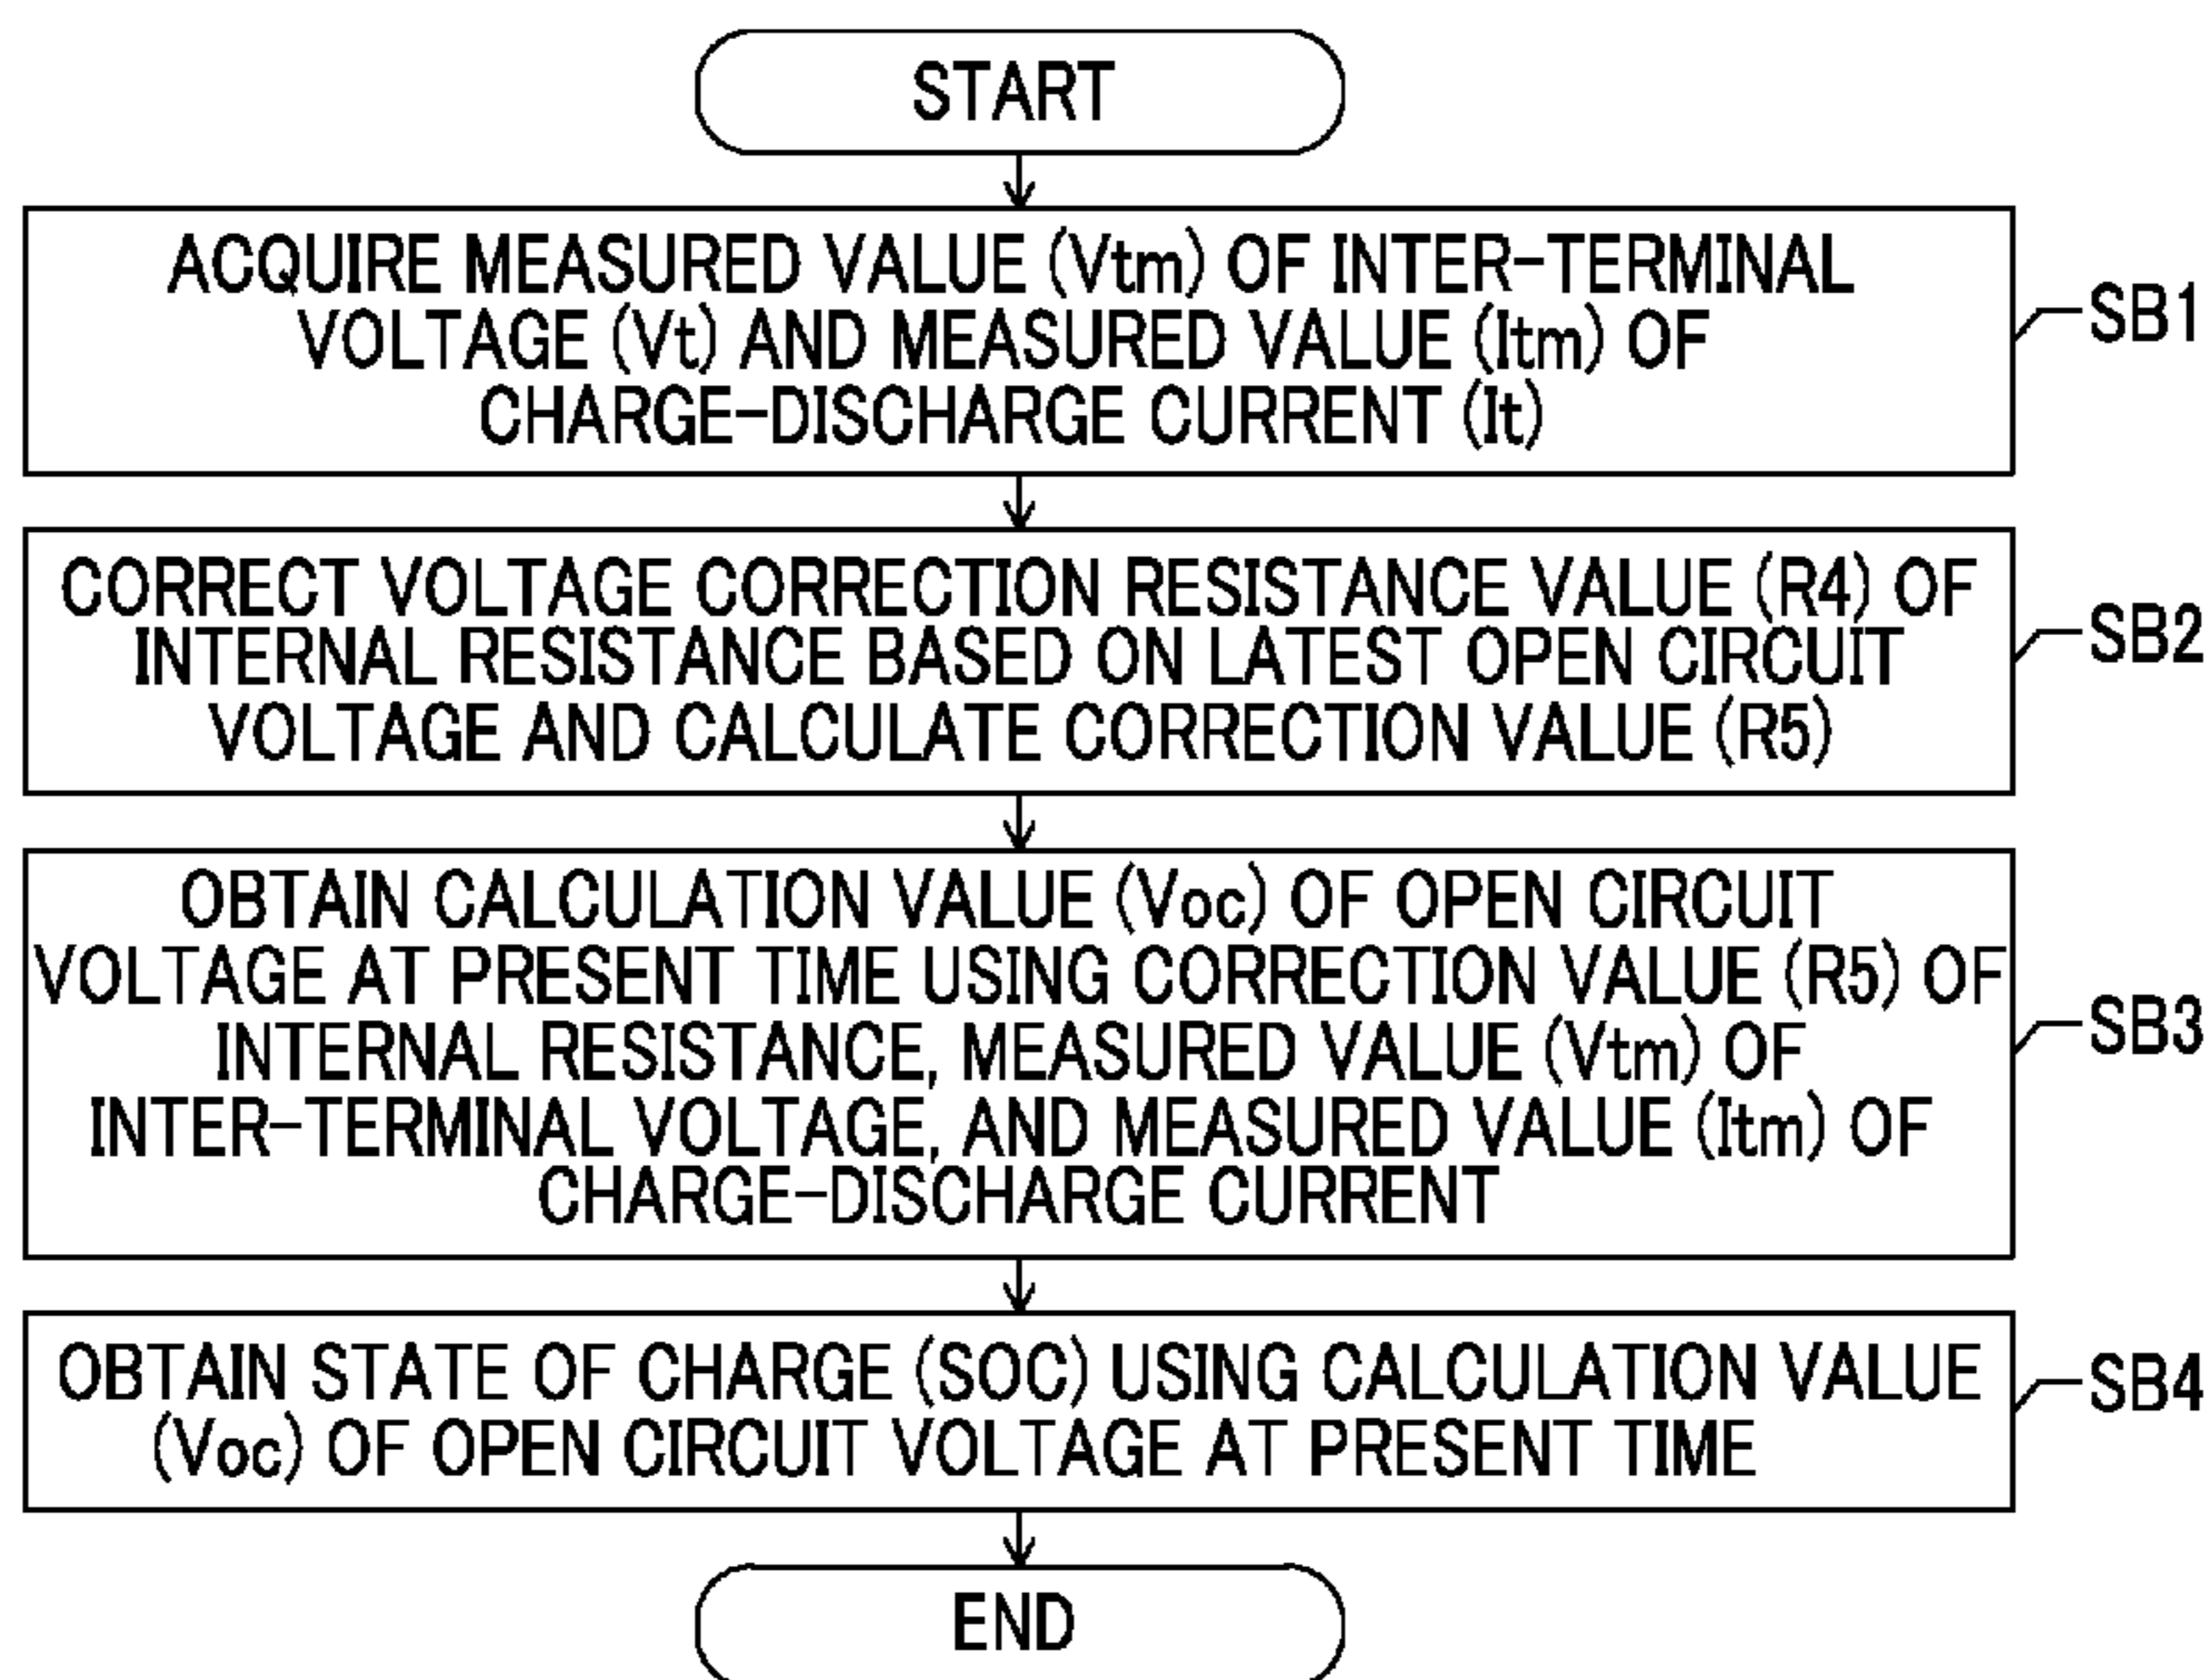 START
ACQUIRE MEASURED VALUE (Vtm) OF INTER-TERMINAL
VOLTAGE (Vt) AND MEASURED VALUE (Itm) OF
CHARGE-DISCHARGE CURRENT (It)
SB1
CORRECT VOLTAGE CORRECTION RESISTANCE VALUE (R4) OF
INTERNAL RESISTANCE BASED ON LATEST OPEN CIRCUIT
VOLTAGE AND CALCULATE CORRECTION VALUE (R5)
SB2
OBTAIN CALCULATION VALUE (Voc) OF OPEN CIRCUIT
VOLTAGE AT PRESENT TIME USING CORRECTION VALUE (R5) OF
INTERNAL RESISTANCE, MEASURED VALUE (Vtm) OF
INTER-TERMINAL VOLTAGE, AND MEASURED VALUE (Itm) OF
CHARGE-DISCHARGE CURRENT
SB3
OBTAIN STATE OF CHARGE (SOC) USING CALCULATION VALUE
(Voc) OF OPEN CIRCUIT VOLTAGE AT PRESENT TIME
SB4
END